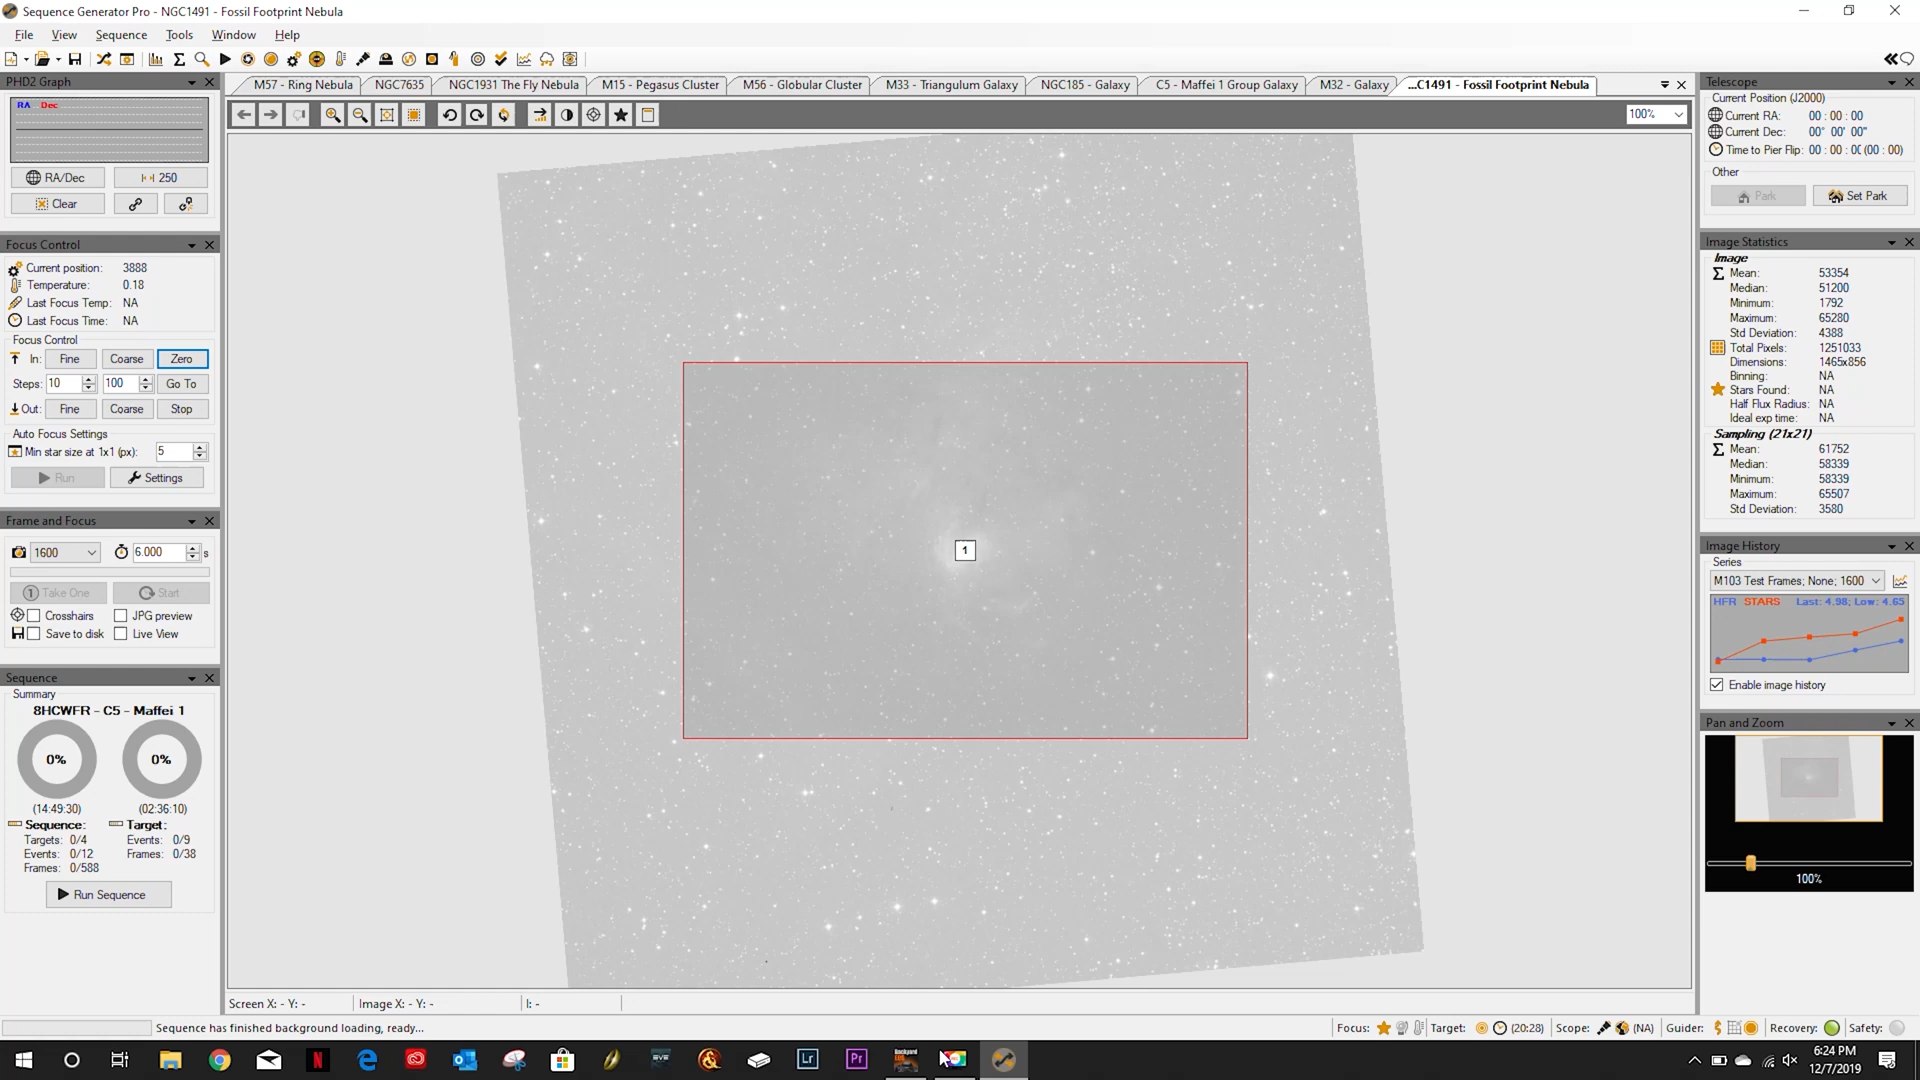 Sequence Generator Pro - NGC1491 - Fossil Footprint Nebula
File View Sequence Tools Window Help
PHD2 Graph
RA Dec
RA/Dec
250
Clear
Focus Control
Current position: 3888
Temperature: 0.18
Last Focus Temp: NA
Last Focus Time: NA
Focus Control
In: Fine Coarse Zero
Steps: 10 100 Go To
Out: Fine Coarse Stop
Auto Focus Settings
Min star size at 1x1 (px): 5
Run Settings
Frame and Focus
1600 6.000 s
Take One Start
Crosshairs JPG preview
Save to disk Live View
Sequence
Summary
8HCWFR - C5 - Maffei 1
0% 0%
(14:49:30) (02:36:10)
Sequence: Target:
Targets: 0/4 Events: 0/9
Events: 0/12 Frames: 0/38
Frames: 0/588
Run Sequence
M57 - Ring Nebula NGC7635 NGC1931 The Fly Nebula M15 - Pegasus Cluster M56 - Globular Cluster M33 - Triangulum Galaxy NGC185 - Galaxy C5 - Maffei 1 Group Galaxy M32 - Galaxy ...C1491 - Fossil Footprint Nebula
100%
1
Screen X: - Y: - Image X: - Y: - I: -
Telescope
Current Position (J2000)
Current RA: 00 : 00 : 00
Current Dec: 00° 00' 00"
Time to Pier Flip: 00 : 00 : 0( (00 : 00)
Other
Park Set Park
Image Statistics
Image
Mean: 53354
Median: 51200
Minimum: 1792
Maximum: 65280
Std Deviation: 4388
Total Pixels: 1251033
Dimensions: 1465x856
Binning: NA
Stars Found: NA
Half Flux Radius: NA
Ideal exp time: NA
Sampling (21x21)
Mean: 61752
Median: 58339
Minimum: 58339
Maximum: 65507
Std Deviation: 3580
Image History
Series
M103 Test Frames; None; 1600
HFR STARS Last: 4.98; Low: 4.65
Enable image history
Pan and Zoom
100%
Sequence has finished background loading, ready...
Focus: Target: (20:28) Scope: (NA) Guider: Recovery: Safety:
Lr Pr
6:24 PM
12/7/2019